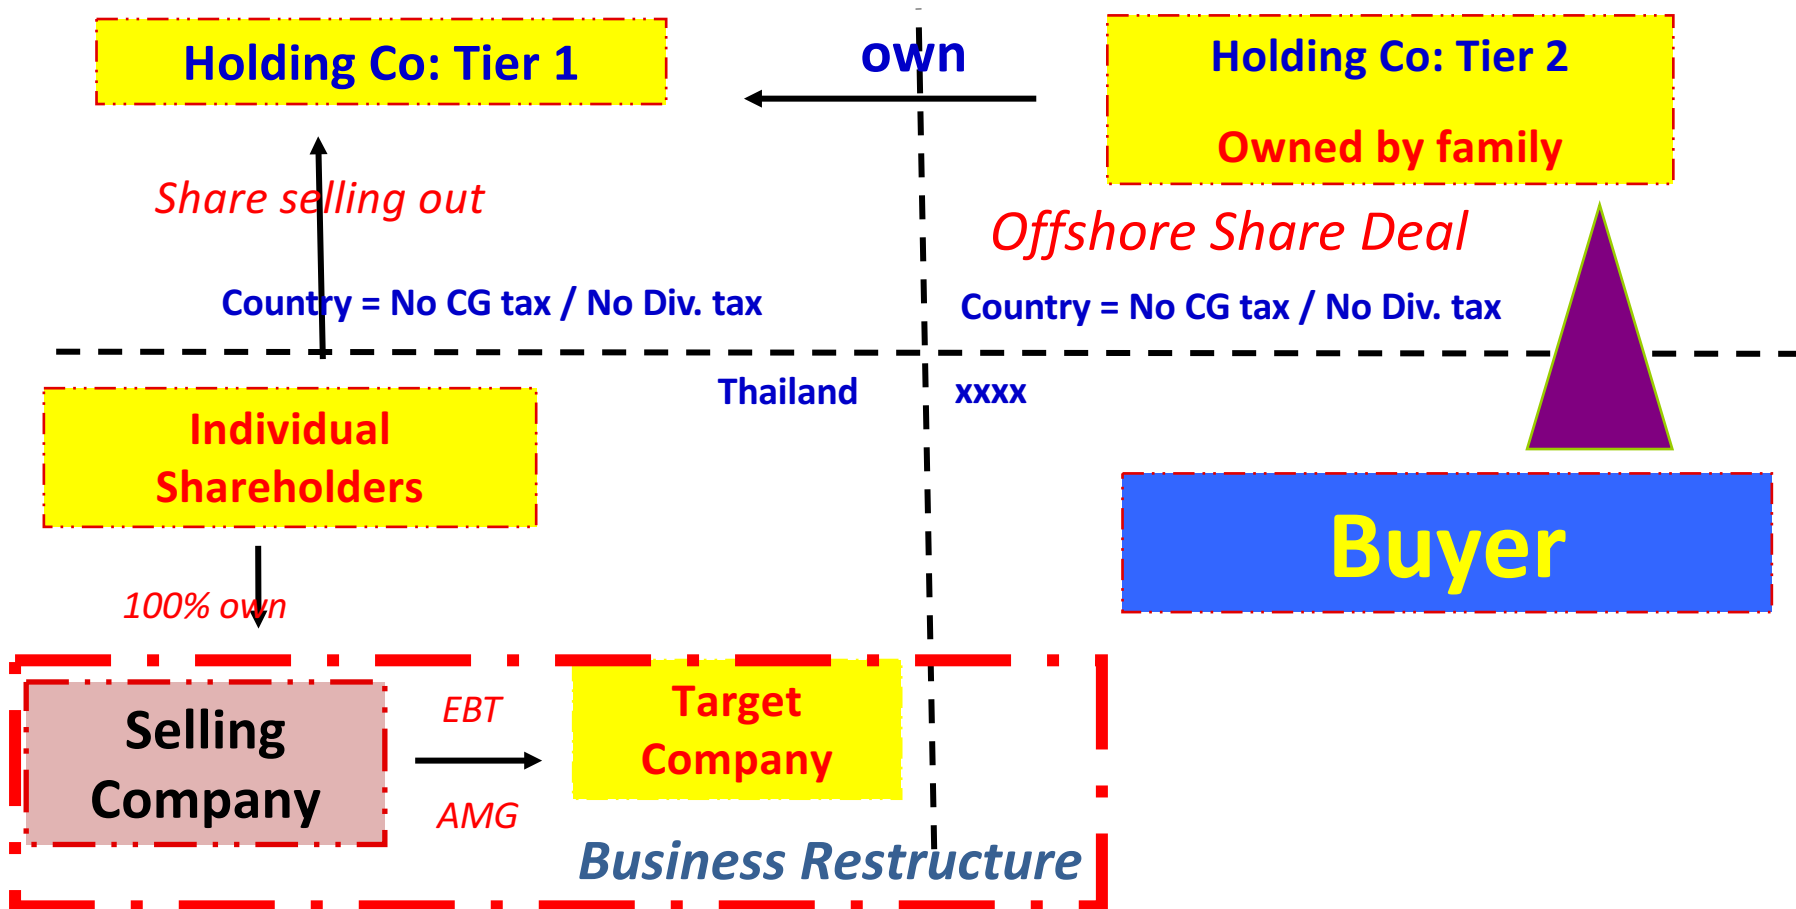 Holding Co: Tier 1
own
Holding Co: Tier 2
Owned by family
Share selling out
Offshore Share Deal
Country = No CG tax / No Div. tax
Country = No CG tax / No Div. tax
Thailand
xxxx
Individual
Shareholders
Buyer
100% own
Selling
Company
EBT
AMG
Target
Company
Business Restructure